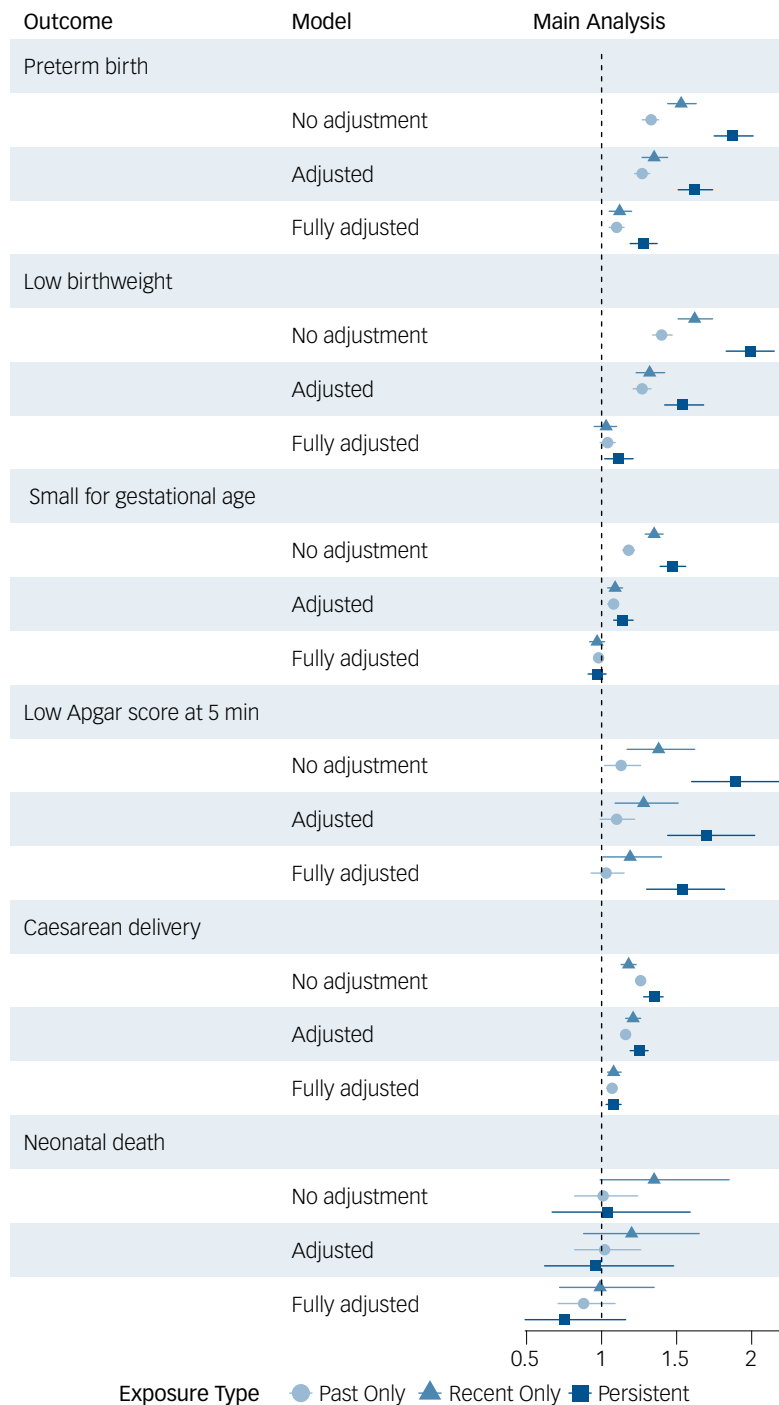 Outcome Model Main Analysis
Preterm birth
No adjustment
Adjusted
Fully adjusted
Low birthweight
No adjustment
Adjusted
Fully adjusted
Small for gestational age
No adjustment
Adjusted
Fully adjusted
Low Apgar score at 5 min
No adjustment
Adjusted
Fully adjusted
Caesarean delivery
No adjustment
Adjusted
Fully adjusted
Neonatal death
No adjustment
Adjusted
Fully adjusted
0.5 1 1.5 2
Exposure Type Past Only Recent Only Persistent